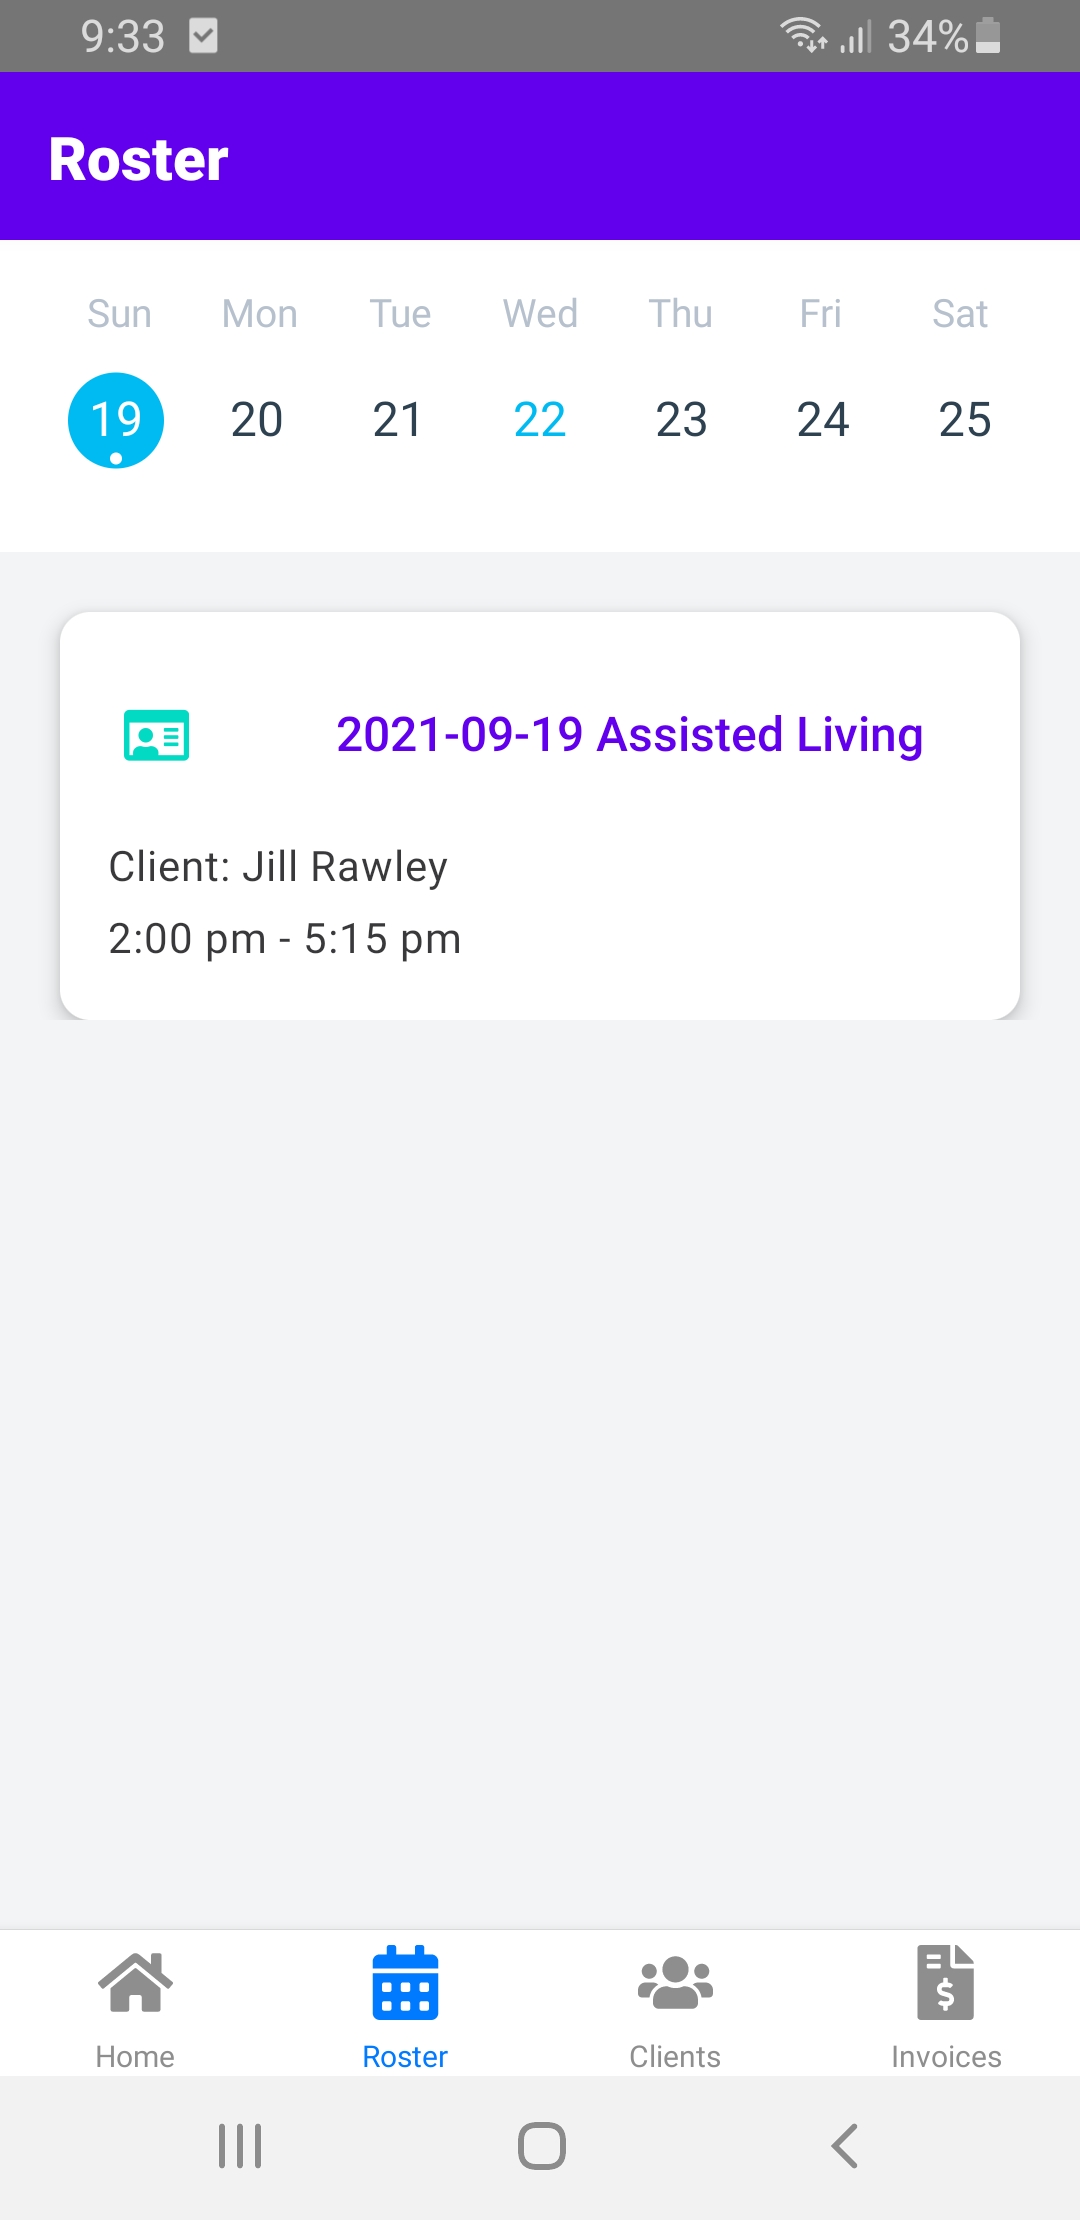 9:33 34%
Roster
Sun Mon Tue Wed Thu Fri Sat
19 20 21 22 23 24 25
2021-09-19 Assisted Living
Client: Jill Rawley
2:00 pm - 5:15 pm
Home Roster Clients Invoices